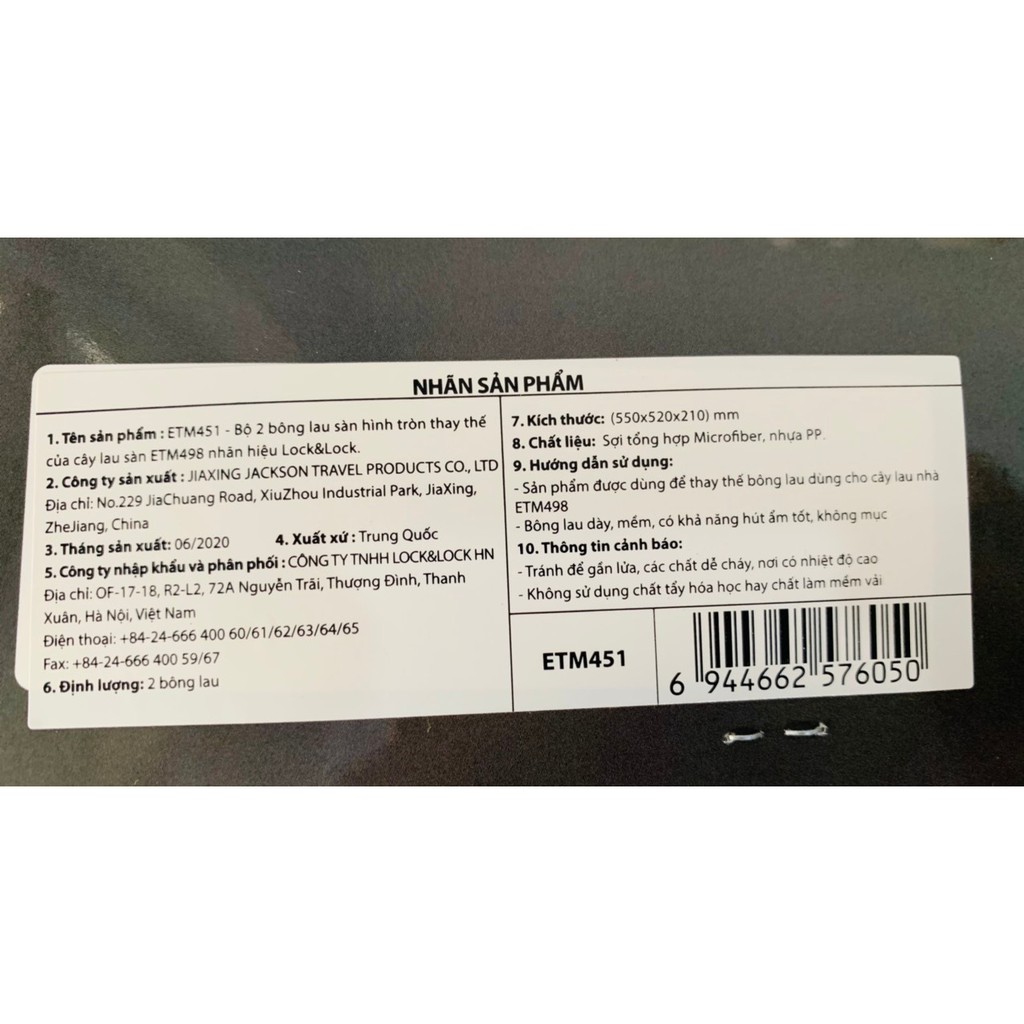 NHÃN SẢN PHẨM
1. Tên sản phẩm : ETM451 - Bộ 2 bông lau sàn hình tròn thay thế
của cây lau sàn ETM498 nhãn hiệu Lock&Lock.
2. Công ty sản xuất : JIAXING JACKSON TRAVEL PRODUCTS CO., LTD
Địa chỉ: No.229 JiaChuang Road, XiuZhou Industrial Park, JiaXing,
ZheJiang, China
3. Tháng sản xuất: 06/2020 4. Xuất xứ : Trung Quốc
5. Công ty nhập khẩu và phân phối : CÔNG TY TNHH LOCK&LOCK HN
Địa chỉ: OF-17-18, R2-L2, 72A Nguyễn Trãi, Thượng Đình, Thanh
Xuân, Hà Nội, Việt Nam
Điện thoại: +84-24-666 400 60/61/62/63/64/65
Fax: +84-24-666 400 59/67
6. Định lượng: 2 bông lau
7. Kích thước: (550x520x210) mm
8. Chất liệu: Sợi tổng hợp Microfiber, nhựa PP.
9. Hướng dẫn sử dụng:
- Sản phẩm được dùng để thay thế bông lau dùng cho cây lau nhà
ETM498
- Bông lau dày, mềm, có khả năng hút ẩm tốt, không mục
10. Thông tin cảnh báo:
- Tránh để gần lửa, các chất dễ cháy, nơi có nhiệt độ cao
- Không sử dụng chất tẩy hóa học hay chất làm mềm vải
ETM451
6 944662 576050